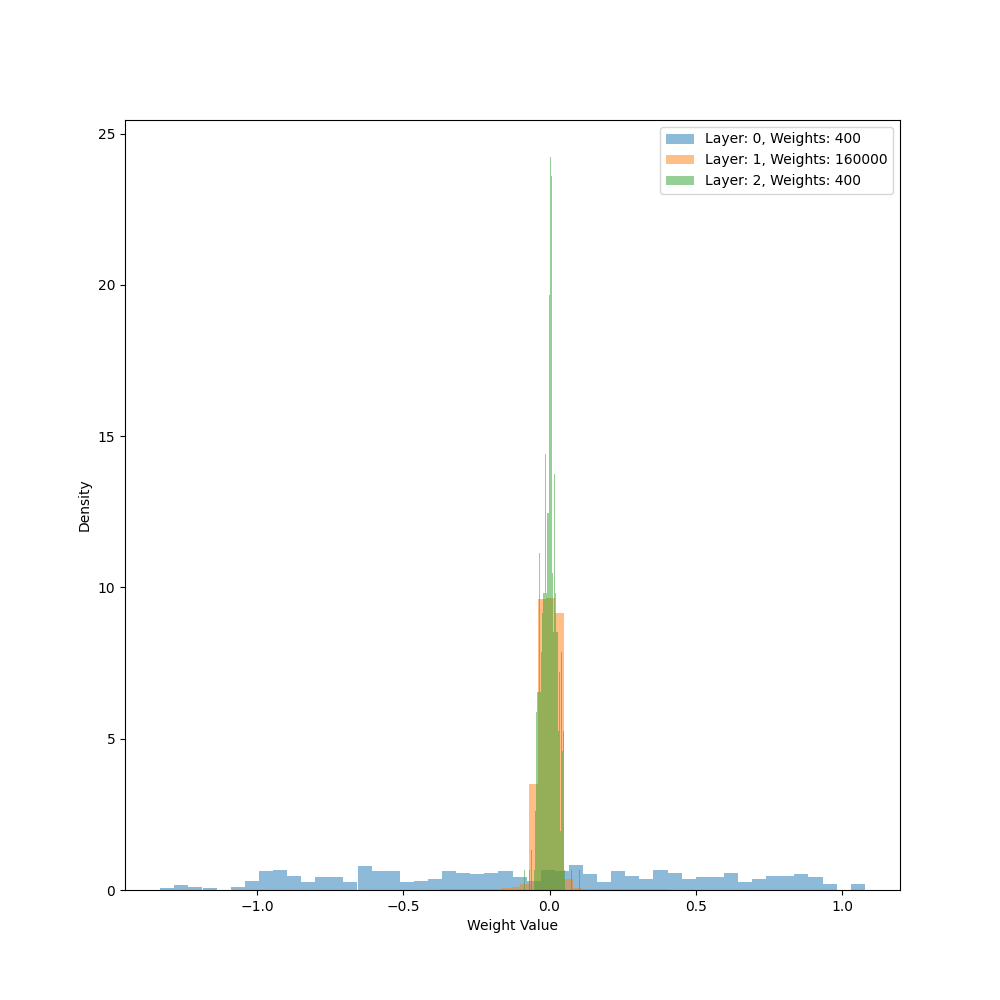 25
20
15
10
5
0
Density
Layer: 0, Weights: 400
Layer: 1, Weights: 160000
Layer: 2, Weights: 400
−1.0 −0.5 0.0 0.5 1.0
Weight Value